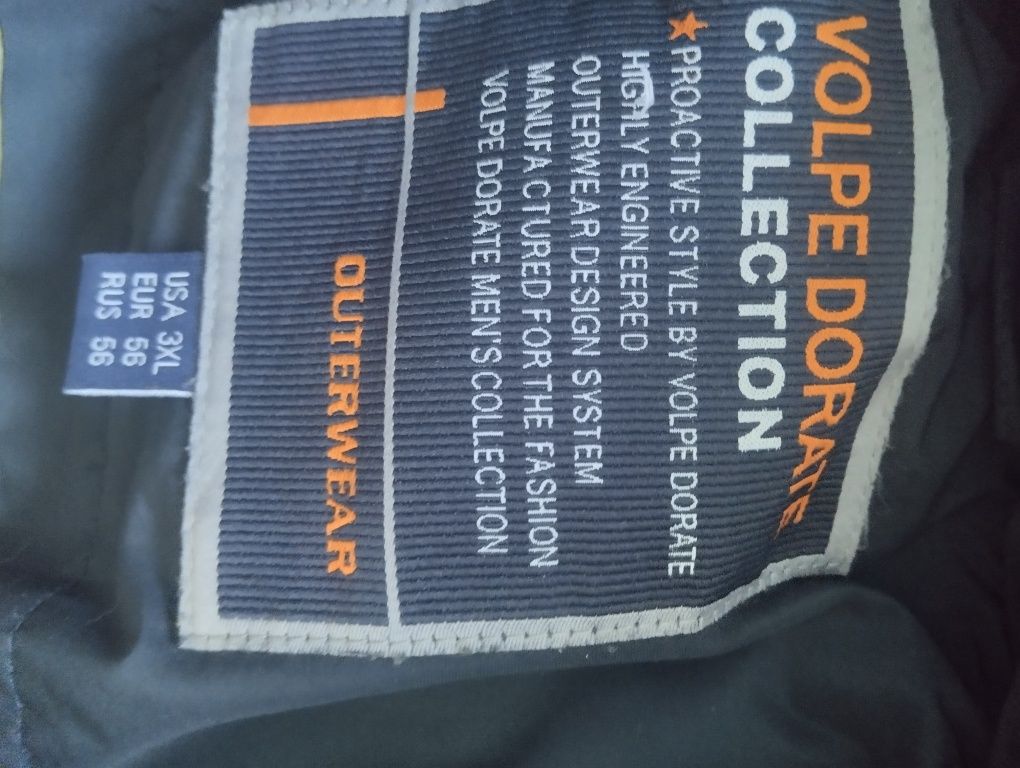 VOLPE DORATE
COLLECTION
PROACTIVE STYLE BY VOLPE DORATE
HIGHLY ENGINEERED
OUTERWEAR DESIGN SYSTEM
MANUFACTURED FOR THE FASHION
VOLPE DORATE MEN'S COLLECTION
OUTERWEAR
USA 3XL
EUR 56
RUS 56